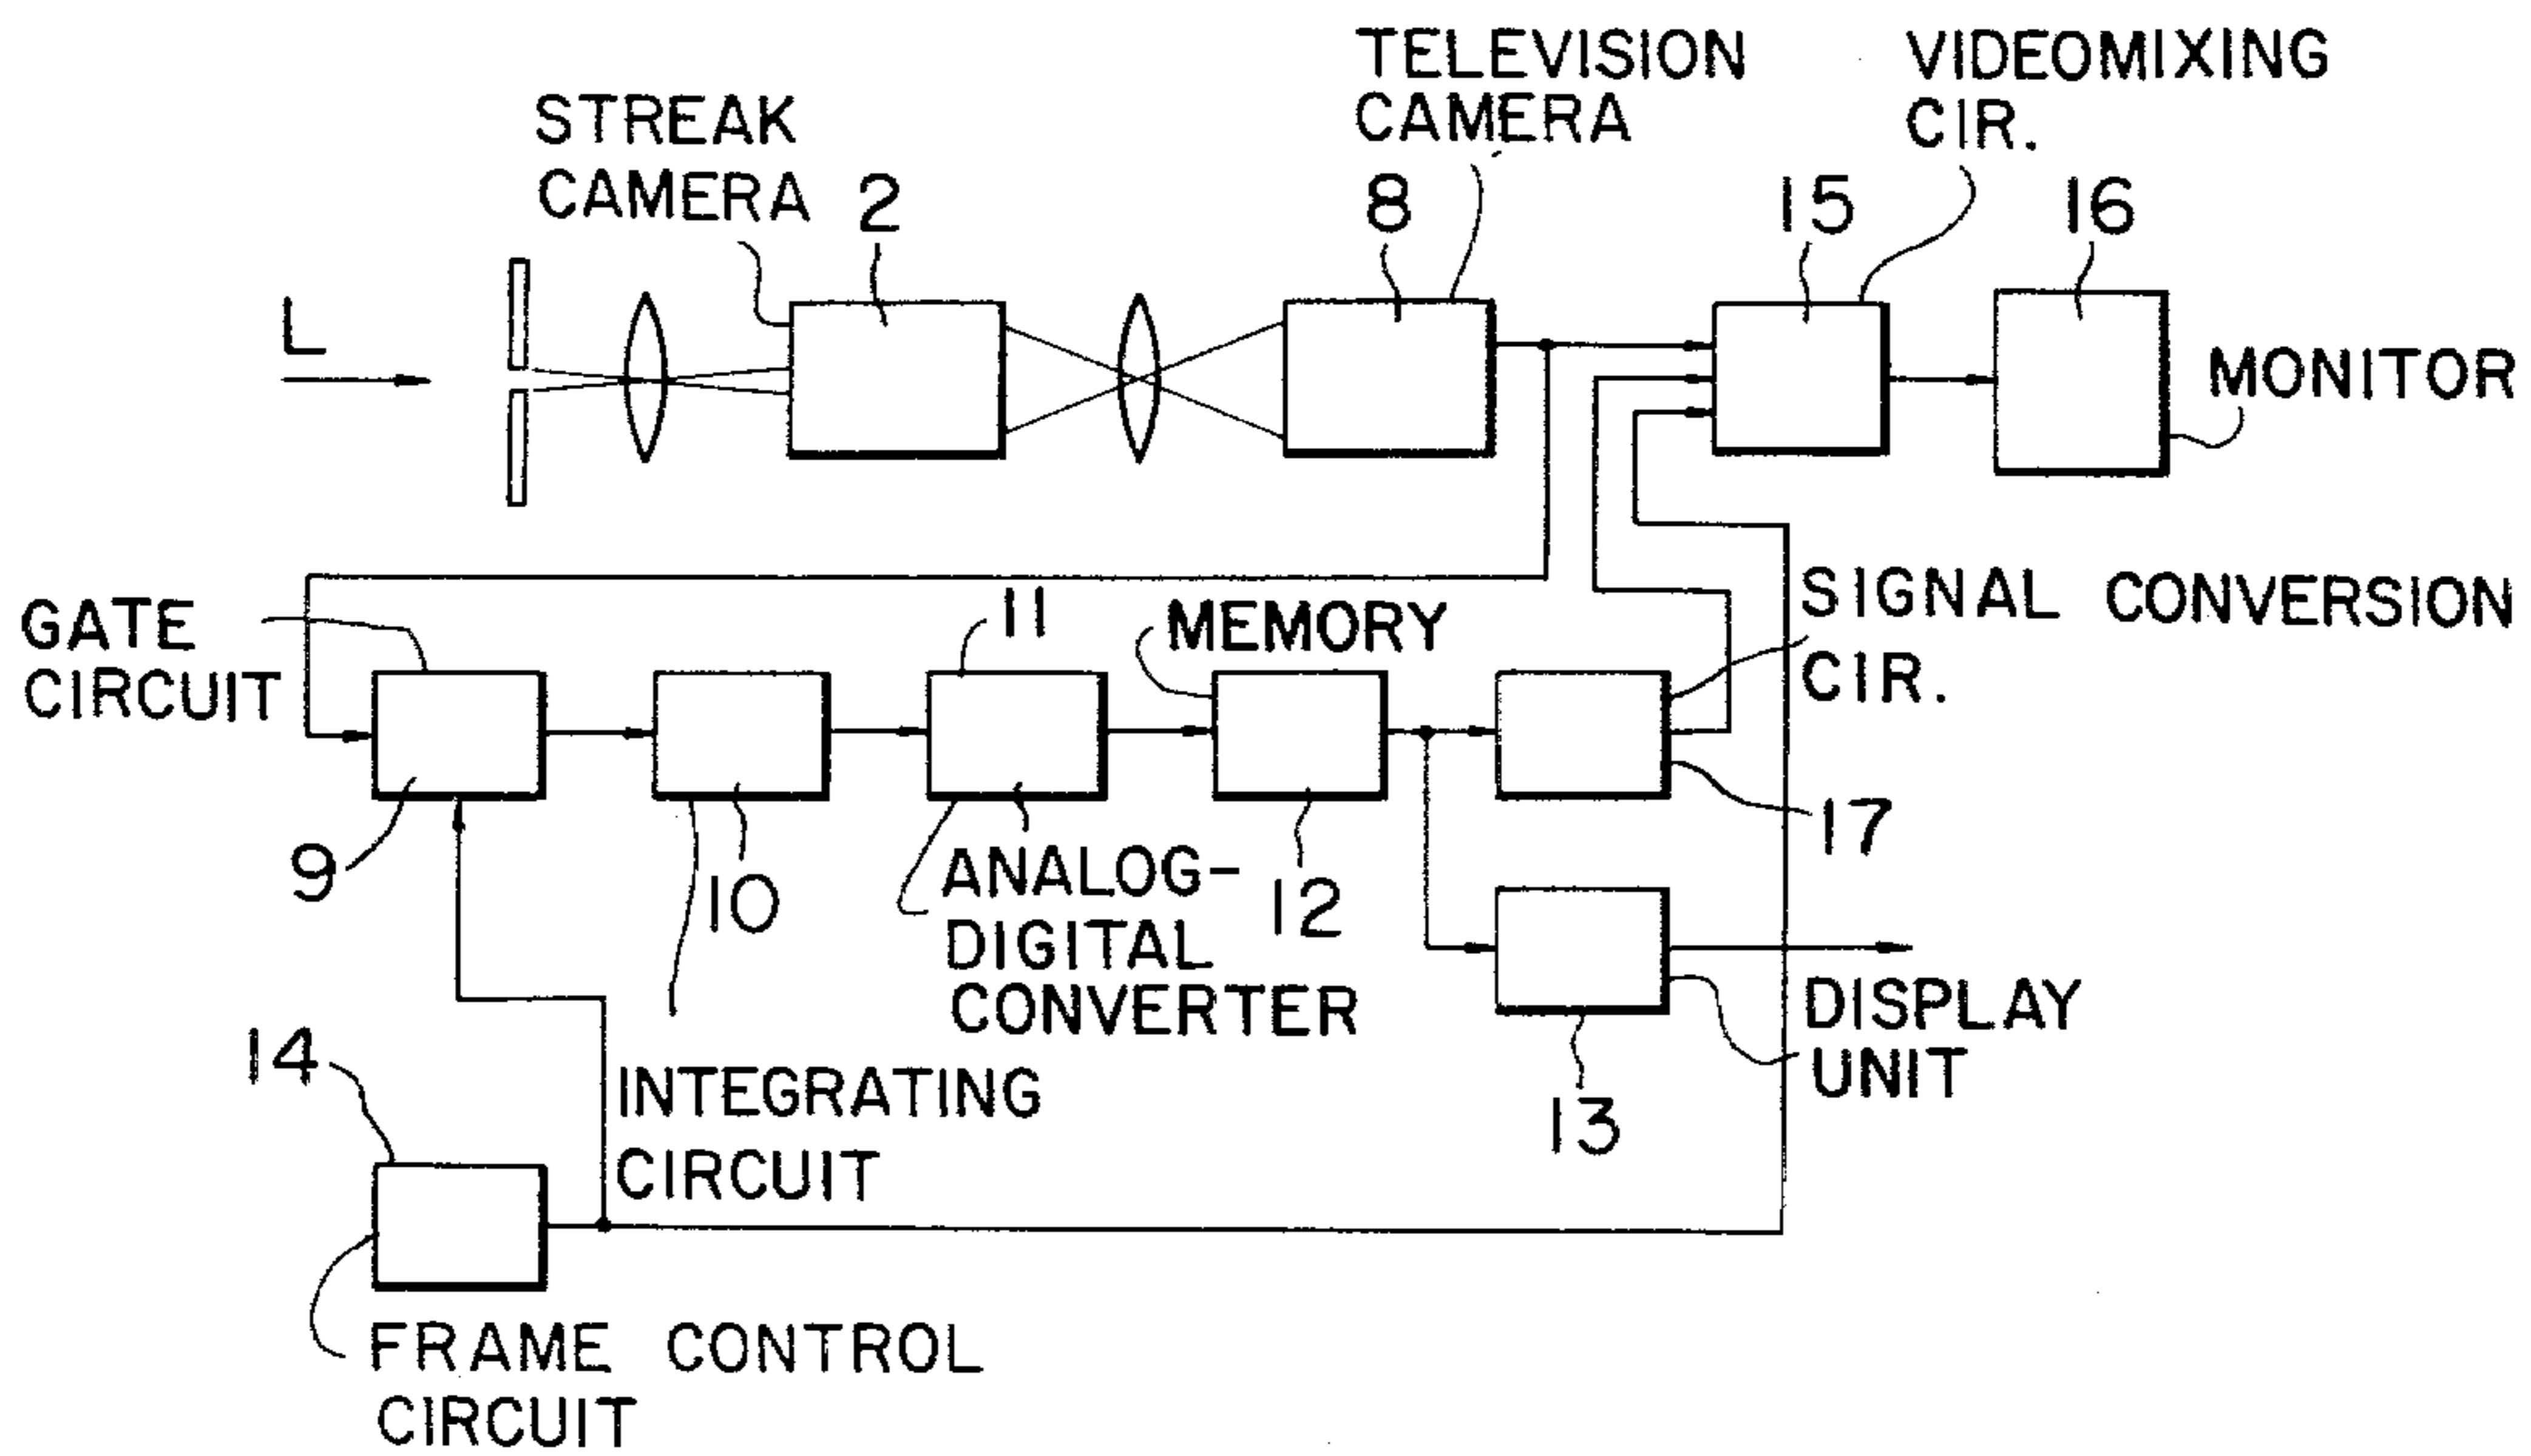 TELEVISION
CAMERA
VIDEOMIXING
CIR.
STREAK
CAMERA
2
8
15
16
L
MONITOR
GATE
CIRCUIT
11
MEMORY
SIGNAL CONVERSION
CIR.
9
10
ANALOG-
DIGITAL
CONVERTER
12
17
14
INTEGRATING
CIRCUIT
13
DISPLAY
UNIT
FRAME CONTROL
CIRCUIT